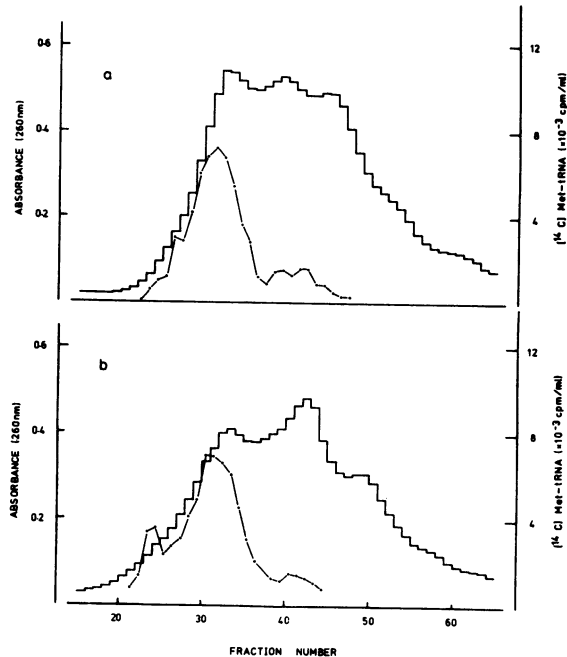 a
0·6
0·4
0·2
ABSORBANCE (260nm)
12
8
4
(¹⁴C) Met-tRNA (×10⁻³ cpm/ml)
b
0·6
0·4
0·2
ABSORBANCE (260nm)
12
8
4
(¹⁴C) Met-tRNA (×10⁻³ cpm/ml)
20 30 40 50 60
FRACTION NUMBER